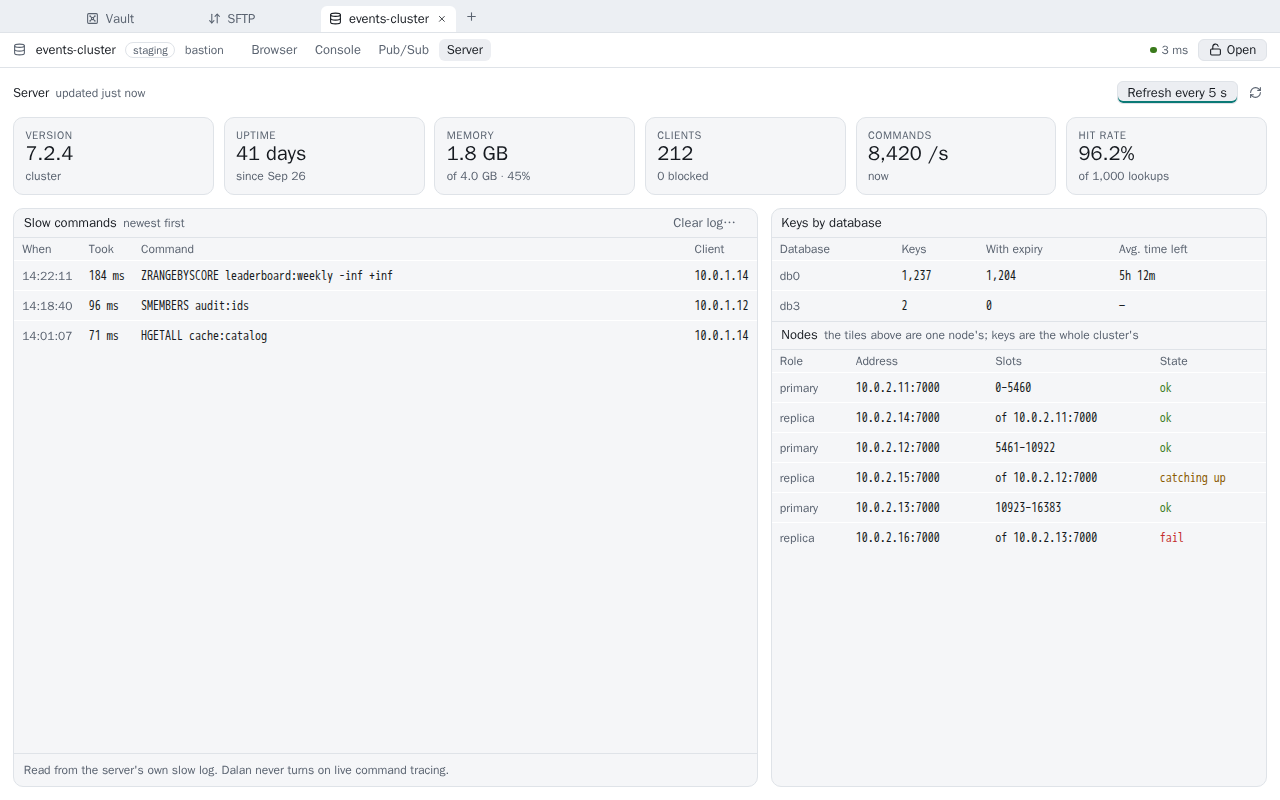 Vault
SFTP
events-cluster ×
+
events-cluster staging bastion Browser Console Pub/Sub Server 3 ms Open
Server updated just now Refresh every 5 s
VERSION
7.2.4
cluster
UPTIME
41 days
since Sep 26
MEMORY
1.8 GB
of 4.0 GB · 45%
CLIENTS
212
0 blocked
COMMANDS
8,420 /s
now
HIT RATE
96.2%
of 1,000 lookups
Slow commands newest first Clear log···
When Took Command Client
14:22:11 184 ms ZRANGEBYSCORE leaderboard:weekly -inf +inf 10.0.1.14
14:18:40 96 ms SMEMBERS audit:ids 10.0.1.12
14:01:07 71 ms HGETALL cache:catalog 10.0.1.14
Read from the server's own slow log. Dalan never turns on live command tracing.
Keys by database
Database Keys With expiry Avg. time left
db0 1,237 1,204 5h 12m
db3 2 0 –
Nodes the tiles above are one node's; keys are the whole cluster's
Role Address Slots State
primary 10.0.2.11:7000 0–5460 ok
replica 10.0.2.14:7000 of 10.0.2.11:7000 ok
primary 10.0.2.12:7000 5461–10922 ok
replica 10.0.2.15:7000 of 10.0.2.12:7000 catching up
primary 10.0.2.13:7000 10923–16383 ok
replica 10.0.2.16:7000 of 10.0.2.13:7000 fail